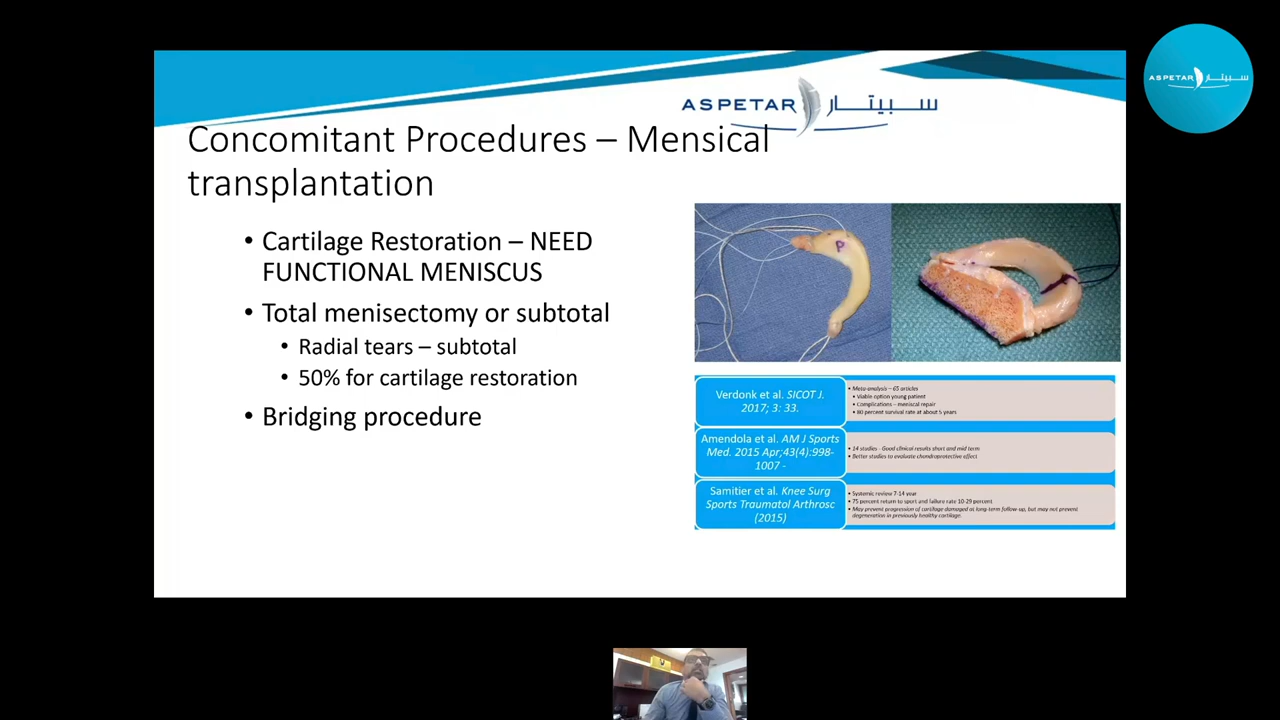 ASPETAR سبيتار
ASPETAR سبيتار
Concomitant Procedures – Mensical
transplantation
• Cartilage Restoration – NEED
FUNCTIONAL MENISCUS
• Total menisectomy or subtotal
• Radial tears – subtotal
• 50% for cartilage restoration
• Bridging procedure
P
Verdonk et al. SICOT J.
2017; 3: 33.
• Meta-analysis – 65 articles
• Viable option young patient
• Complications – meniscal repair
• 80 percent survival rate at about 5 years
Amendola et al. AM J Sports
Med. 2015 Apr;43(4):998-
1007 -
• 14 studies - Good clinical results short and mid term
• Better studies to evaluate chondroprotective effect
Samitier et al. Knee Surg
Sports Traumatol Arthrosc
(2015)
• Systemic review 7-14 year
• 75 percent return to sport and failure rate 10-29 percent
• May prevent progression of cartilage damaged at long-term follow-up, but may not prevent
degeneration in previously healthy cartilage.